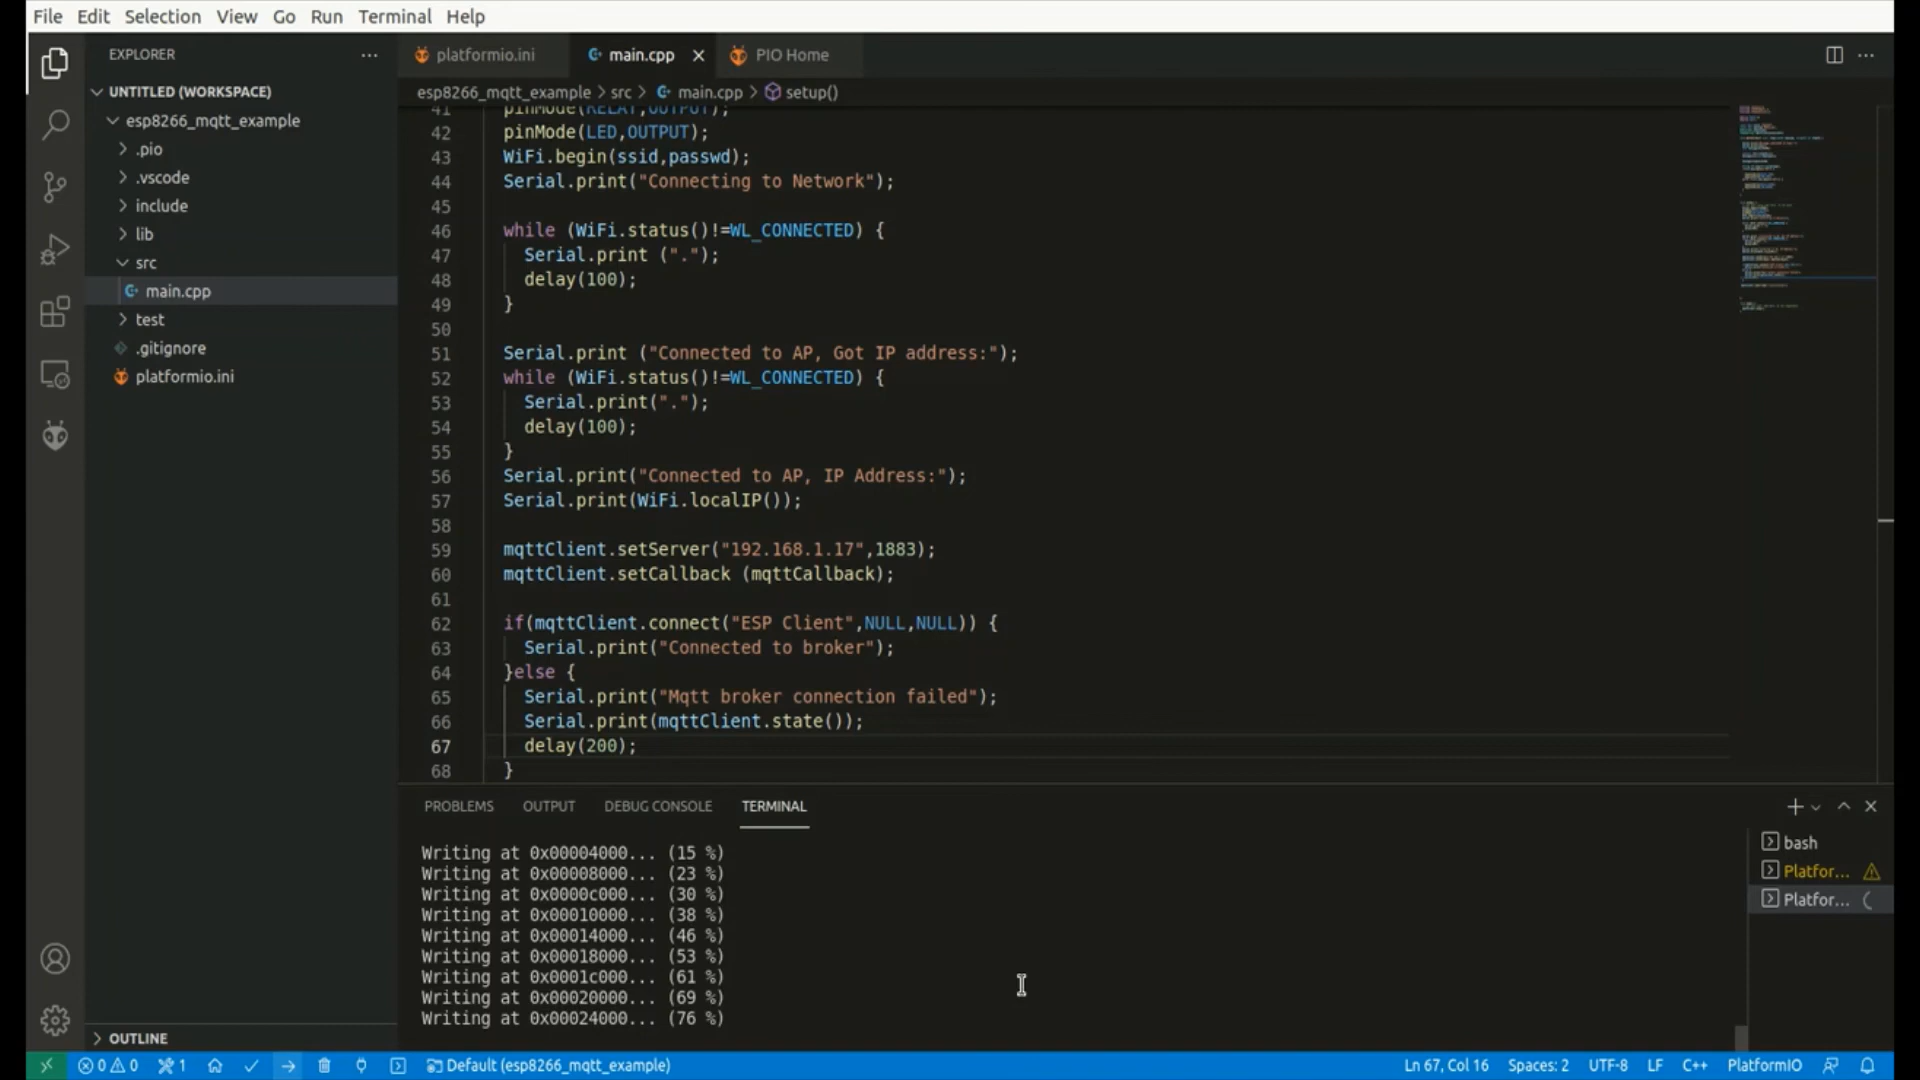 File Edit Selection View Go Run Terminal Help
EXPLORER
UNTITLED (WORKSPACE)
esp8266_mqtt_example
.pio
.vscode
include
lib
src
main.cpp
test
.gitignore
platformio.ini
OUTLINE
platformio.ini main.cpp PIO Home
esp8266_mqtt_example > src > main.cpp > setup()
41 pinMode(RELAY,OUTPUT);
42 pinMode(LED,OUTPUT);
43 WiFi.begin(ssid,passwd);
44 Serial.print("Connecting to Network");
45
46 while (WiFi.status()!=WL_CONNECTED) {
47 Serial.print (".");
48 delay(100);
49 }
50
51 Serial.print ("Connected to AP, Got IP address:");
52 while (WiFi.status()!=WL_CONNECTED) {
53 Serial.print(".");
54 delay(100);
55 }
56 Serial.print("Connected to AP, IP Address:");
57 Serial.print(WiFi.localIP());
58
59 mqttClient.setServer("192.168.1.17",1883);
60 mqttClient.setCallback (mqttCallback);
61
62 if(mqttClient.connect("ESP Client",NULL,NULL)) {
63 Serial.print("Connected to broker");
64 }else {
65 Serial.print("Mqtt broker connection failed");
66 Serial.print(mqttClient.state());
67 delay(200);
68 }
PROBLEMS OUTPUT DEBUG CONSOLE TERMINAL
Writing at 0x00004000... (15 %)
Writing at 0x00008000... (23 %)
Writing at 0x0000c000... (30 %)
Writing at 0x00010000... (38 %)
Writing at 0x00014000... (46 %)
Writing at 0x00018000... (53 %)
Writing at 0x0001c000... (61 %)
Writing at 0x00020000... (69 %)
Writing at 0x00024000... (76 %)
bash
Platfor...
Platfor...
0 0 1 Default (esp8266_mqtt_example) Ln 67, Col 16 Spaces: 2 UTF-8 LF C++ PlatformIO